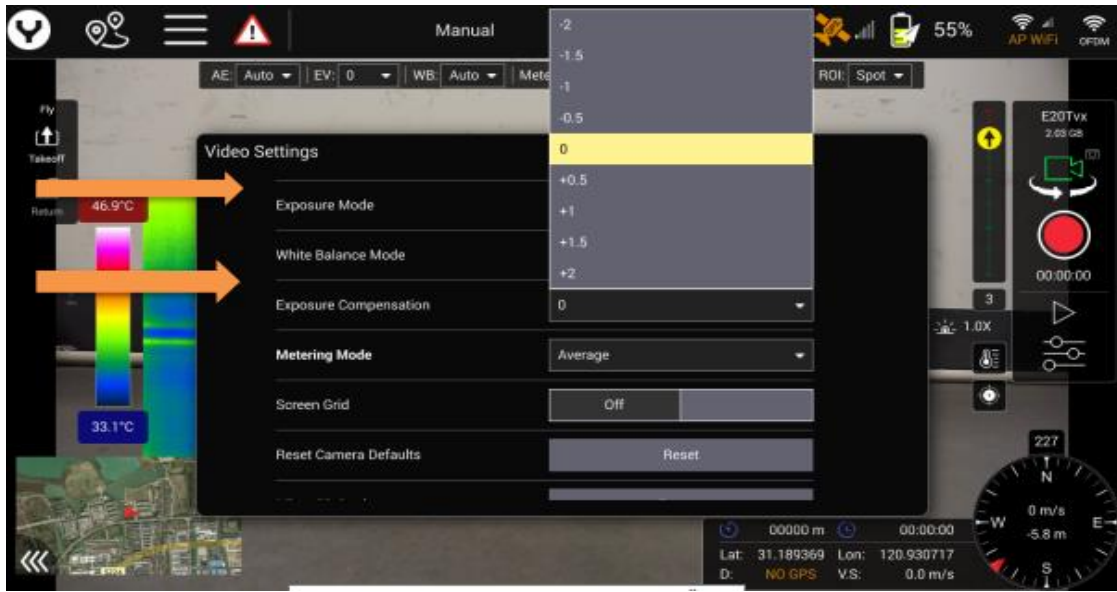 Manual
55%
AP WiFi
OFDM
AE: Auto EV: 0 WB: Auto Mete
ROI: Spot
-2
-1.5
-1
-0.5
0
+0.5
+1
+1.5
+2
Fly
Takeoff
Return
46.9°C
33.1°C
Video Settings
Exposure Mode
White Balance Mode
Exposure Compensation
0
Metering Mode
Average
Screen Grid
Off
Reset Camera Defaults
Reset
E20Tvx
2.03 GB
00:00:00
3
1.0X
227
N
W
E
S
0 m/s
-5.8 m
00000 m
00:00:00
Lat: 31.189369 Lon: 120.930717
D: NO GPS V.S: 0.0 m/s